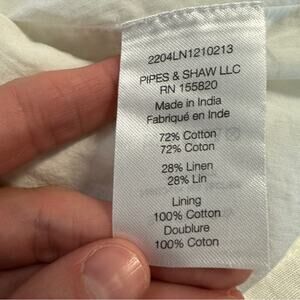 2204LN1210213
PIPES & SHAW LLC
RN 155820
Made in India
Fabriqué en Inde
72% Cotton
72% Coton
28% Linen
28% Lin
Lining
100% Cotton
Doublure
100% Coton